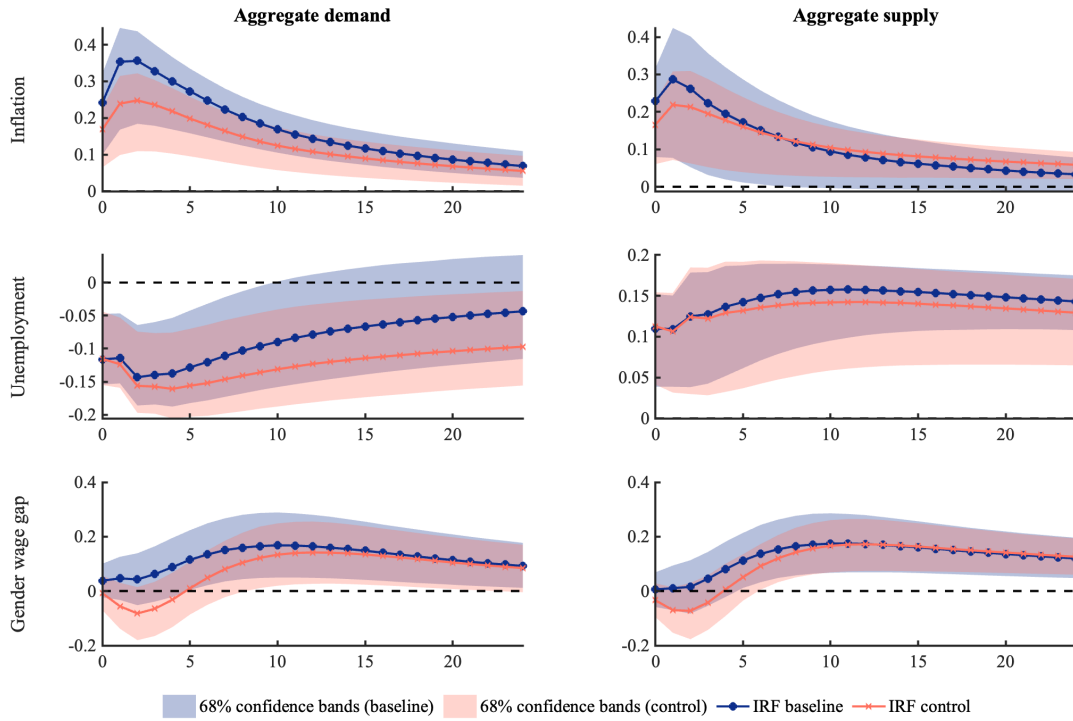 Aggregate demand
Aggregate supply
Inflation
0.4
0.3
0.2
0.1
0
0 5 10 15 20
0.4
0.3
0.2
0.1
0
0 5 10 15 20
Unemployment
0
-0.05
-0.1
-0.15
-0.2
0 5 10 15 20
0.2
0.15
0.1
0.05
0
0 5 10 15 20
Gender wage gap
0.4
0.2
0
-0.2
0 5 10 15 20
0.4
0.2
0
-0.2
0 5 10 15 20
68% confidence bands (baseline) 68% confidence bands (control) IRF baseline IRF control